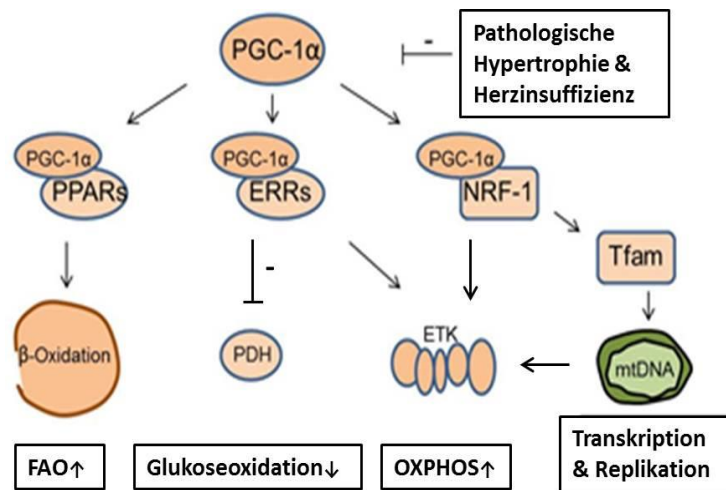 PGC-1α
-
Pathologische
Hypertrophie &
Herzinsuffizienz
PGC-1α
PPARs
PGC-1α
ERRs
PGC-1α
NRF-1
Tfam
-
β-Oxidation
PDH
ETK
mtDNA
FAO↑
Glukoseoxidation↓
OXPHOS↑
Transkription
& Replikation